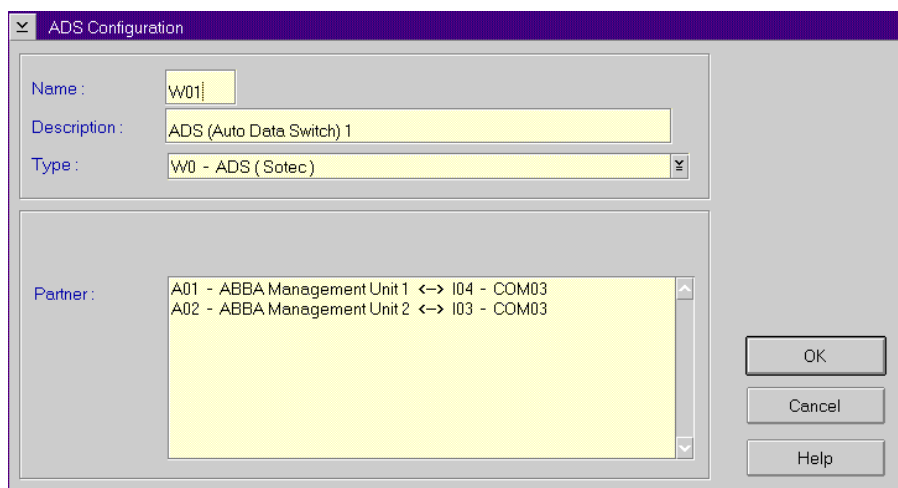 ADS Configuration
Name :
W01
Description :
ADS (Auto Data Switch) 1
Type :
W0 - ADS ( Sotec )
Partner :
A01 - ABBA Management Unit 1 <--> I04 - COM03
A02 - ABBA Management Unit 2 <--> I03 - COM03
OK
Cancel
Help